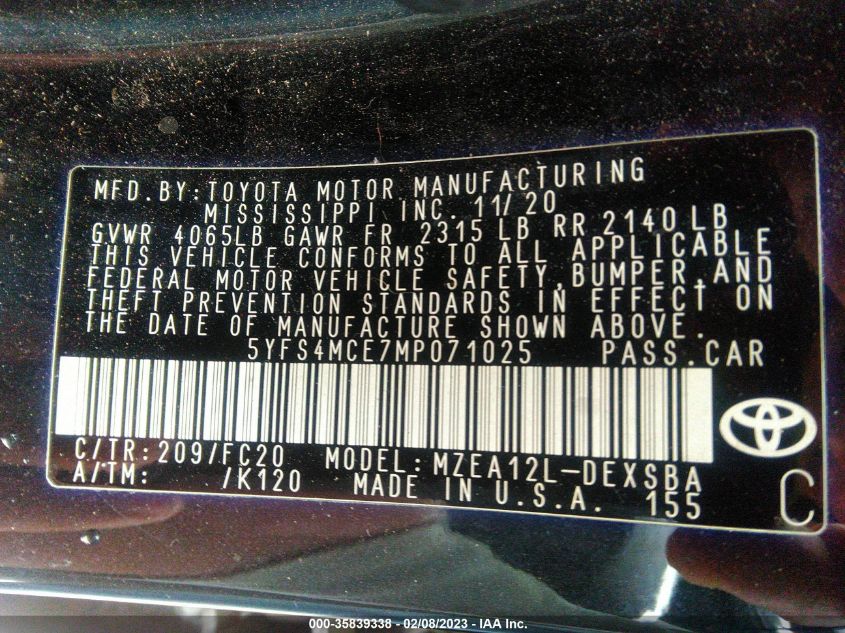 MFD. BY: TOYOTA MOTOR MANUFACTURING
MISSISSIPPI INC. 11/20
GVWR 4065LB GAWR FR 2315 LB RR 2140 LB
THIS VEHICLE CONFORMS TO ALL APPLICABLE
FEDERAL MOTOR VEHICLE SAFETY, BUMPER, AND
THEFT PREVENTION STANDARDS IN EFFECT ON
THE DATE OF MANUFACTURE SHOWN ABOVE.
5YFS4MCE7MP071025 PASS. CAR
C/TR: 209/FC20 MODEL: MZEA12L-DEXSBA
A/TM: /K120 MADE IN U.S.A. 155
C
000-35839338 - 02/08/2023 - IAA Inc.